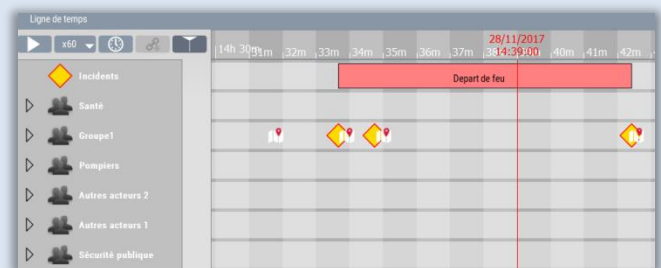 Ligne de temps
x60
28/11/2017
14:39:00
14h 30m 31m 32m 33m 34m 35m 36m 37m 38m 40m 41m 42m
Incidents
Depart de feu
Santé
Groupe1
Pompiers
Autres acteurs 2
Autres acteurs 1
Sécurité publique